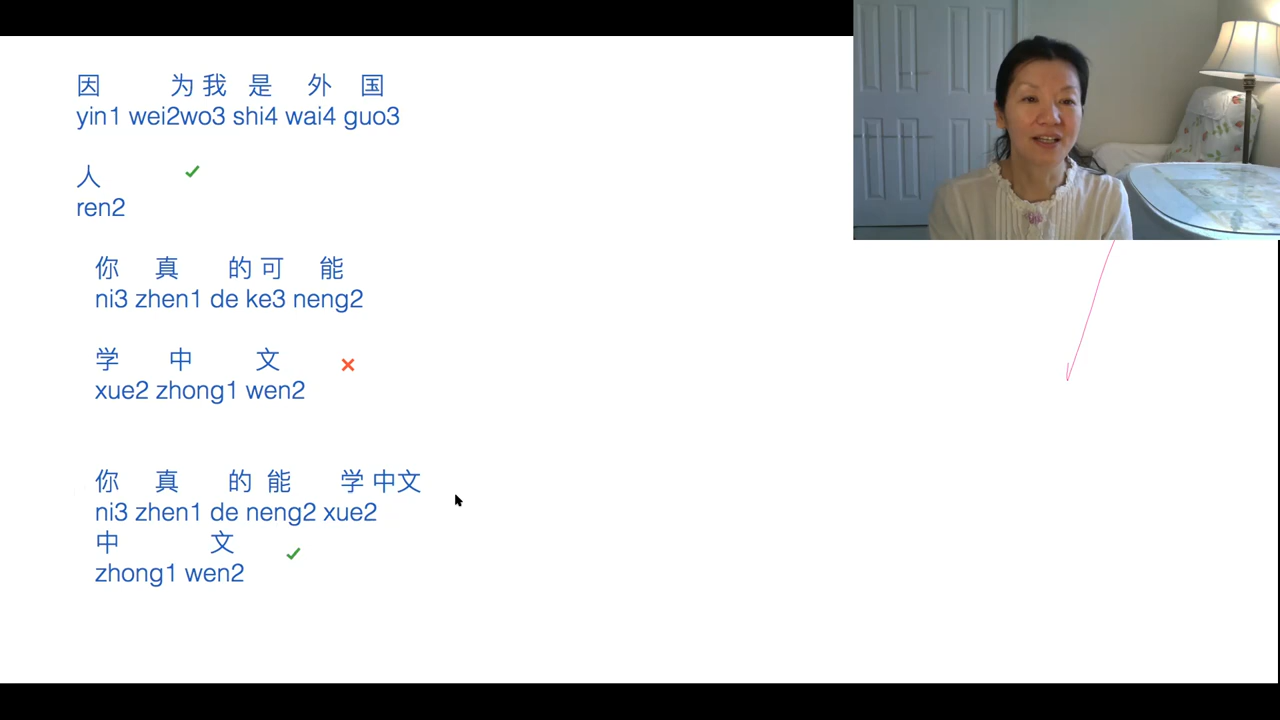 因 为 我 是 外 国
yin1 wei2wo3 shi4 wai4 guo3
人
ren2
你 真 的 可 能
ni3 zhen1 de ke3 neng2
学 中 文
xue2 zhong1 wen2
你 真 的 能 学 中文
ni3 zhen1 de neng2 xue2
中 文
zhong1 wen2